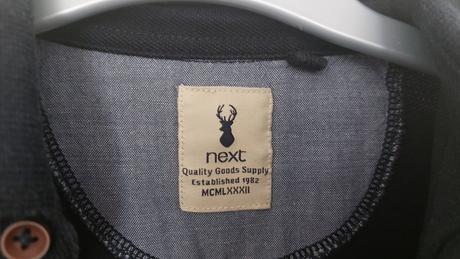 next
Quality Goods Supply
Established 1982
MCMLXXXII